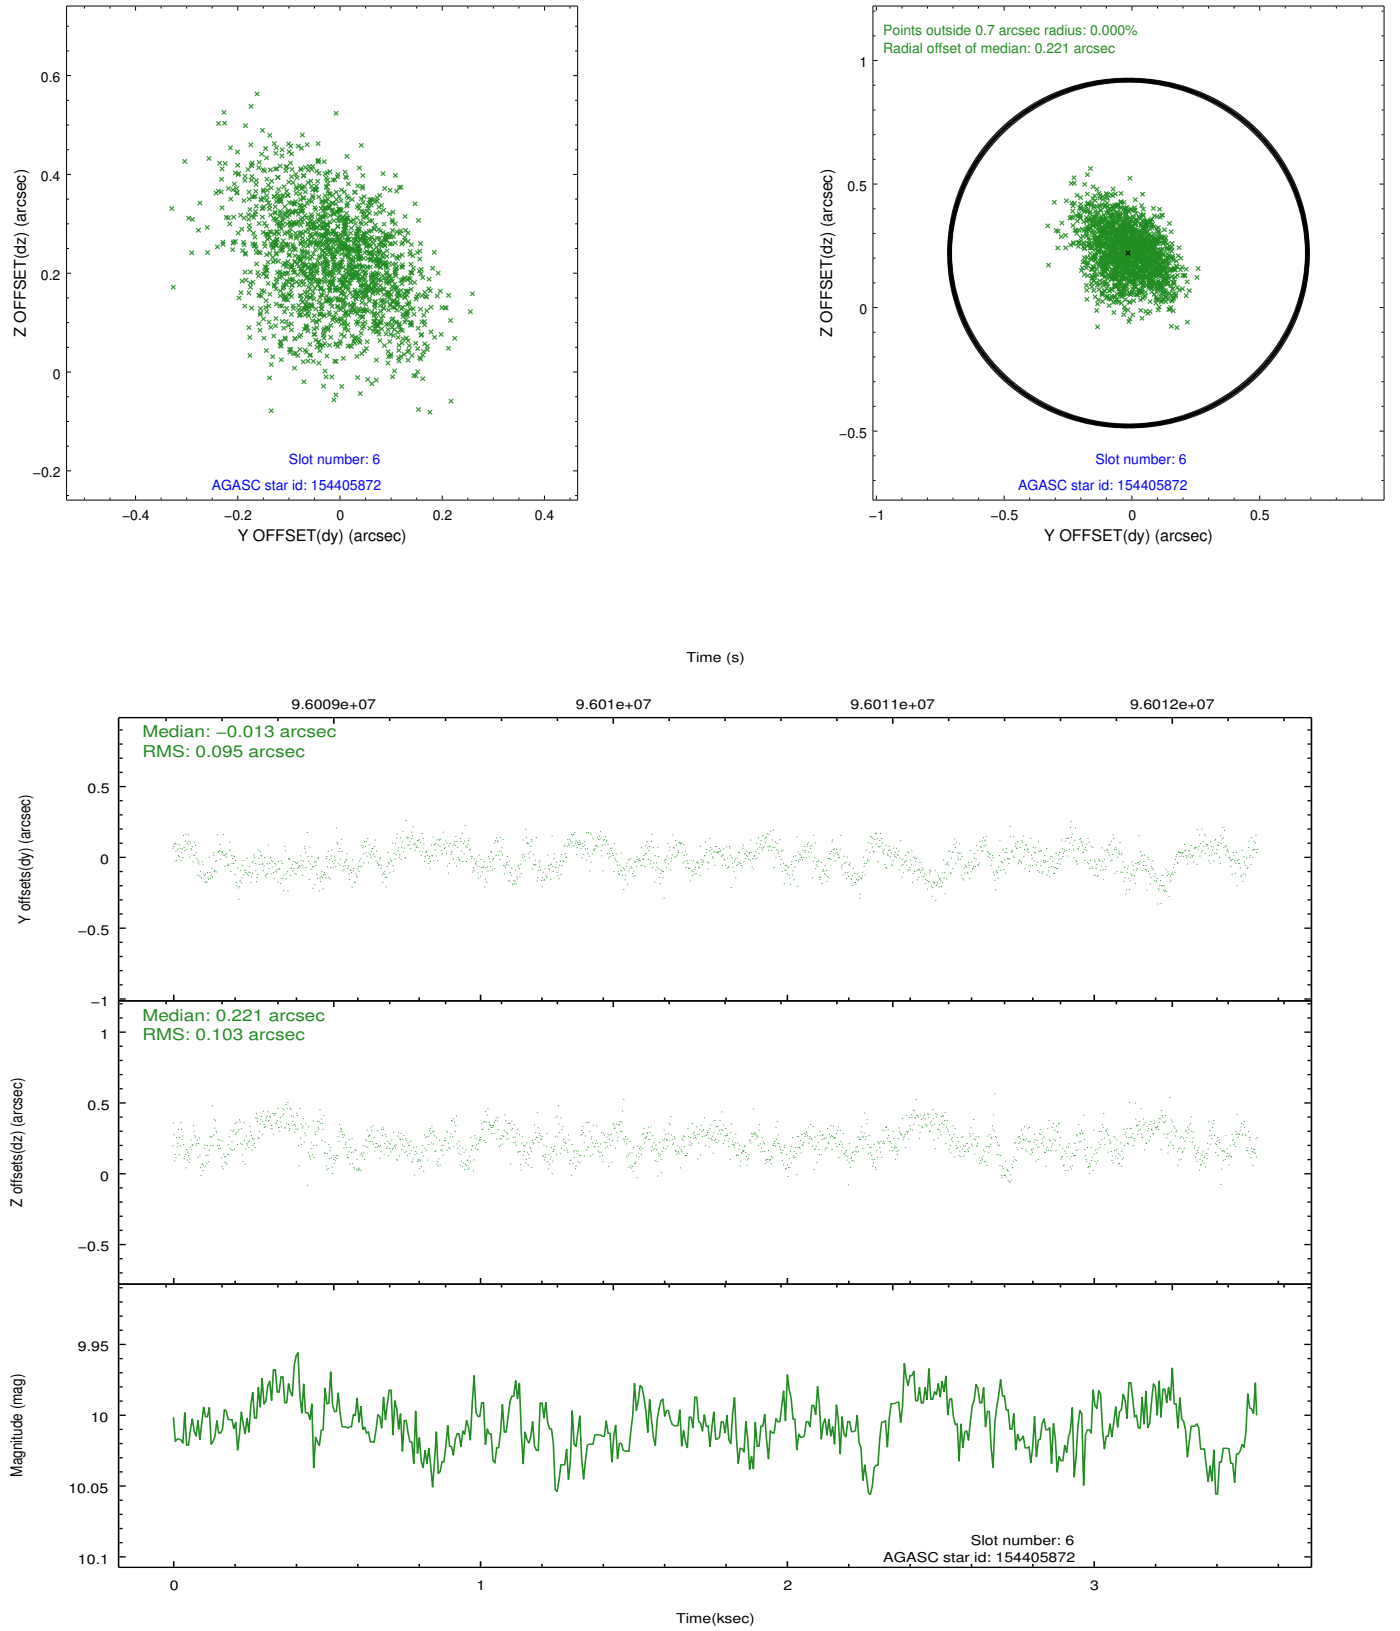 0.6
0.4
0.2
0
−0.2
−0.4
−0.2
0
0.2
0.4
Z OFFSET(dz) (arcsec)
Y OFFSET(dy) (arcsec)
Slot number: 6
AGASC star id: 154405872
Points outside 0.7 arcsec radius: 0.000%
Radial offset of median: 0.221 arcsec
1
0.5
0
−0.5
−1
−0.5
0
0.5
Z OFFSET(dz) (arcsec)
Y OFFSET(dy) (arcsec)
Slot number: 6
AGASC star id: 154405872
Time (s)
9.6009e+07
9.601e+07
9.6011e+07
9.6012e+07
Median: −0.013 arcsec
RMS: 0.095 arcsec
0.5
0
−0.5
−1
Y offsets(dy) (arcsec)
Median: 0.221 arcsec
RMS: 0.103 arcsec
1
0.5
0
−0.5
Z offsets(dz) (arcsec)
9.95
10
10.05
10.1
Magnitude (mag)
Slot number: 6
AGASC star id: 154405872
0
1
2
3
Time(ksec)